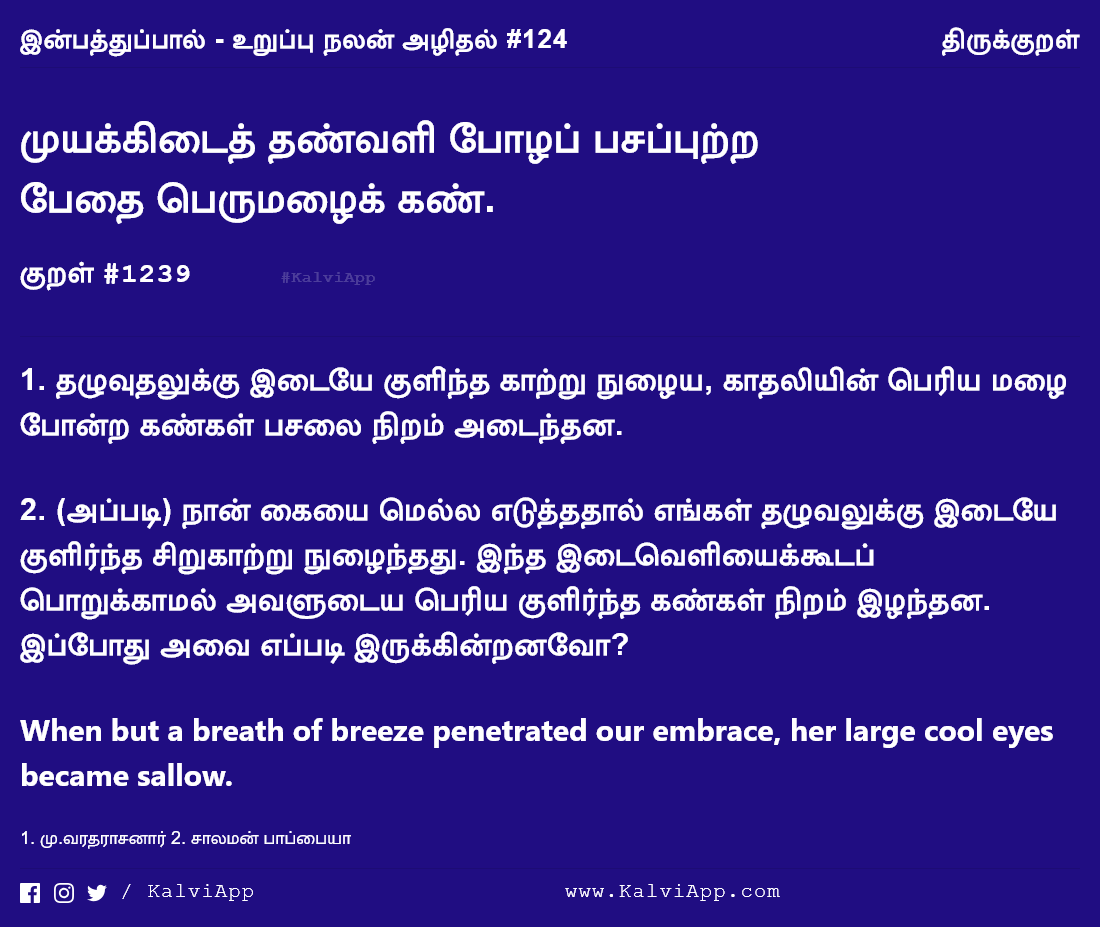 இன்பத்துப்பால் - உறுப்பு நலன் அழிதல் #124 திருக்குறள்
முயக்கிடைத் தண்வளி போழப் பசப்புற்ற
பேதை பெருமழைக் கண்.
குறள் #1239 #KalviApp
1. தழுவுதலுக்கு இடையே குளிர்ந்த காற்று நுழைய, காதலியின் பெரிய மழை
போன்ற கண்கள் பசலை நிறம் அடைந்தன.
2. (அப்படி) நான் கையை மெல்ல எடுத்ததால் எங்கள் தழுவலுக்கு இடையே
குளிர்ந்த சிறுகாற்று நுழைந்தது. இந்த இடைவெளியைக்கூடப்
பொறுக்காமல் அவளுடைய பெரிய குளிர்ந்த கண்கள் நிறம் இழந்தன.
இப்போது அவை எப்படி இருக்கின்றனவோ?
When but a breath of breeze penetrated our embrace, her large cool eyes
became sallow.
1. மு.வரதராசனார் 2. சாலமன் பாப்பையா
/ KalviApp www.KalviApp.com